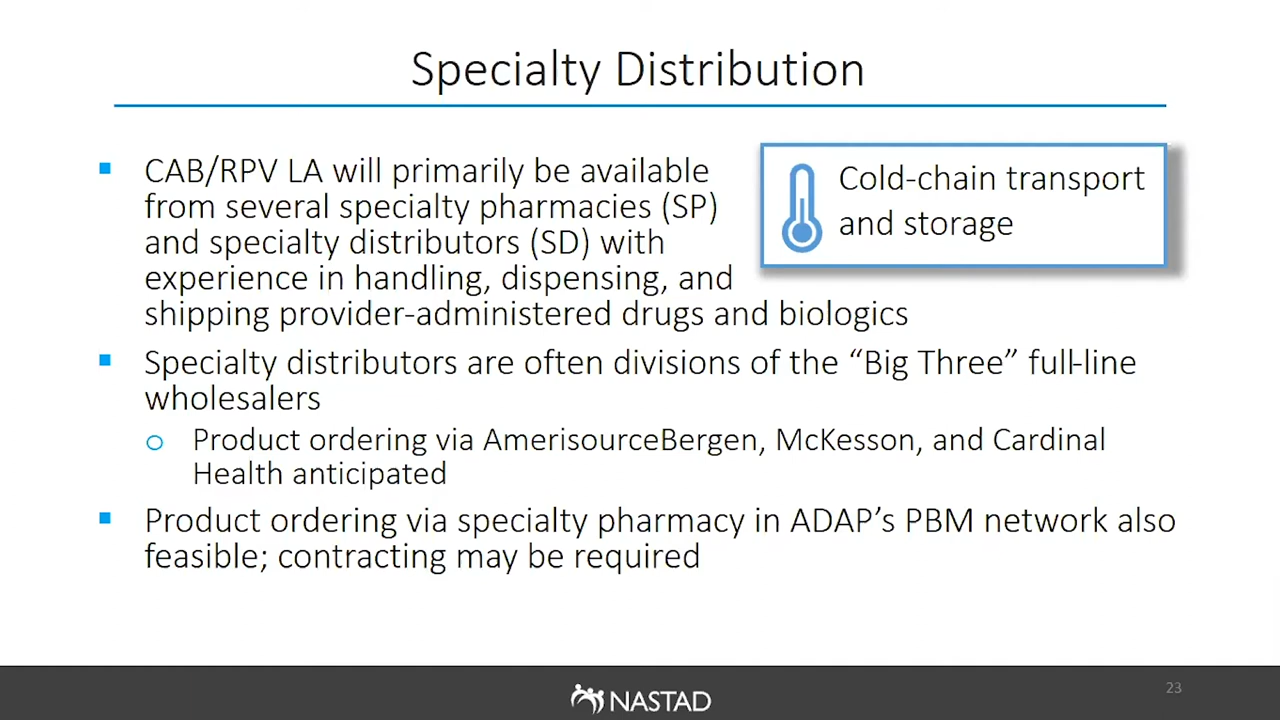 Specialty Distribution
▪ CAB/RPV LA will primarily be available
from several specialty pharmacies (SP)
and specialty distributors (SD) with
experience in handling, dispensing, and
shipping provider-administered drugs and biologics
Cold-chain transport
and storage
▪ Specialty distributors are often divisions of the “Big Three” full-line
wholesalers
o Product ordering via AmerisourceBergen, McKesson, and Cardinal
Health anticipated
▪ Product ordering via specialty pharmacy in ADAP’s PBM network also
feasible; contracting may be required
NASTAD
23